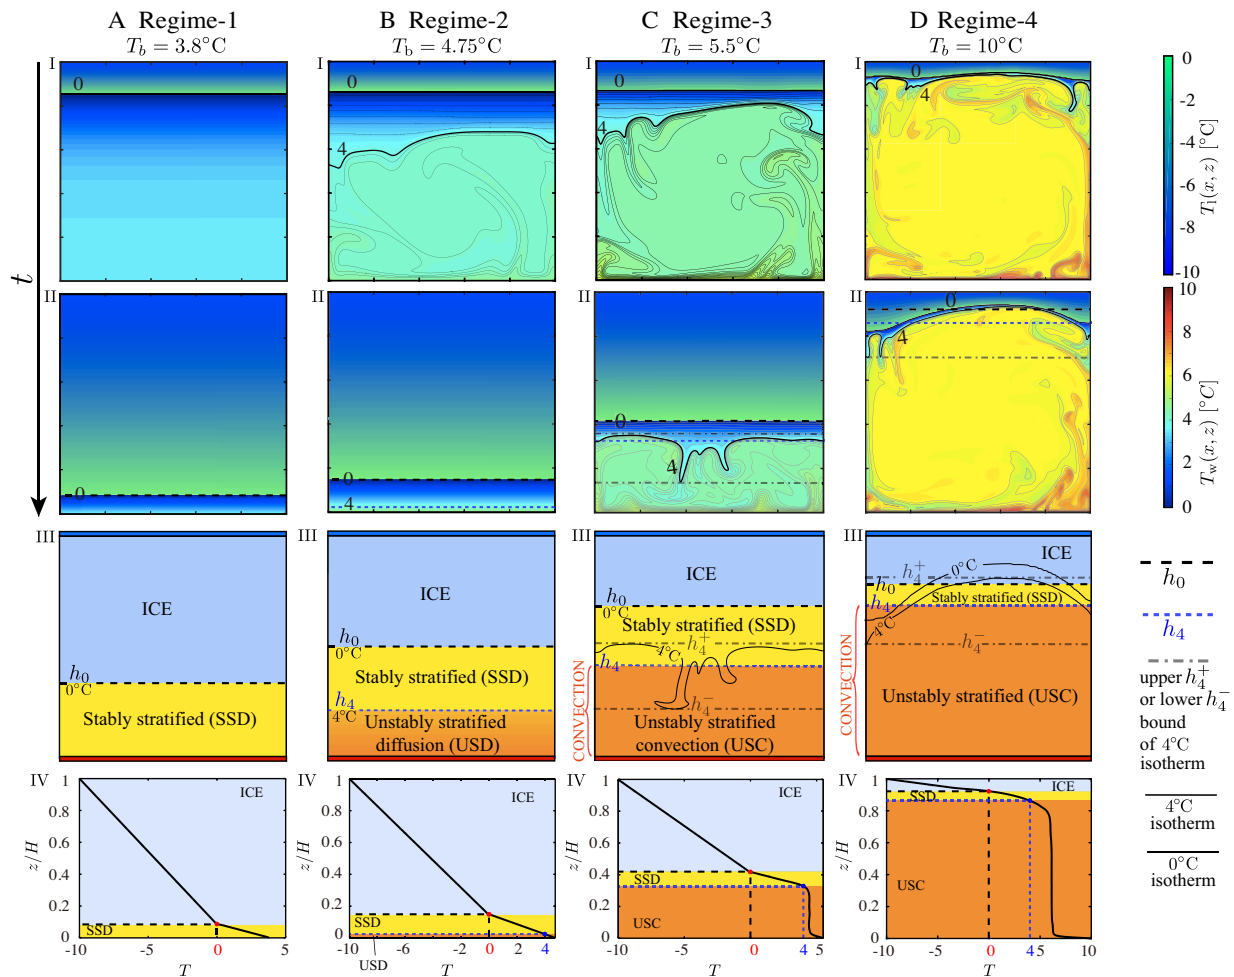 A Regime-1
T_b = 3.8°C
B Regime-2
T_b = 4.75°C
C Regime-3
T_b = 5.5°C
D Regime-4
T_b = 10°C
t
I
0
I
0
4
I
0
4
I
0
4
0
-2
-4
-6
-8
-10
T_l(x, z) [°C]
II
0
II
0
4
II
0
4
II
0
4
10
8
6
4
2
0
T_w(x, z) [°C]
III
ICE
h_0
0°C
Stably stratified (SSD)
III
ICE
h_0
0°C
Stably stratified (SSD)
h_4
4°C
Unstably stratified
diffusion (USD)
III
ICE
h_0
0°C
Stably stratified (SSD)
h_4^+
4°C
h_4
h_4^-
Unstably stratified
convection (USC)
CONVECTION
III
ICE
h_4^+
0°C
h_0
Stably stratified (SSD)
h_4
4°C
h_4^-
Unstably stratified (USC)
CONVECTION
h_0
h_4
upper h_4^+
or lower h_4^-
bound
of 4°C
isotherm
4°C
isotherm
0°C
isotherm
IV
1
0.8
0.6
0.4
0.2
0
z/H
ICE
SSD
-10
-5
0
5
T
IV
1
0.8
0.6
0.4
0.2
0
z/H
ICE
SSD
USD
-10
-8
-6
-4
-2
0
2
4
T
IV
1
0.8
0.6
0.4
0.2
0
z/H
ICE
SSD
USC
-10
-5
0
4
5
T
IV
1
0.8
0.6
0.4
0.2
0
z/H
ICE
SSD
USC
-10
-5
0
4
5
10
T